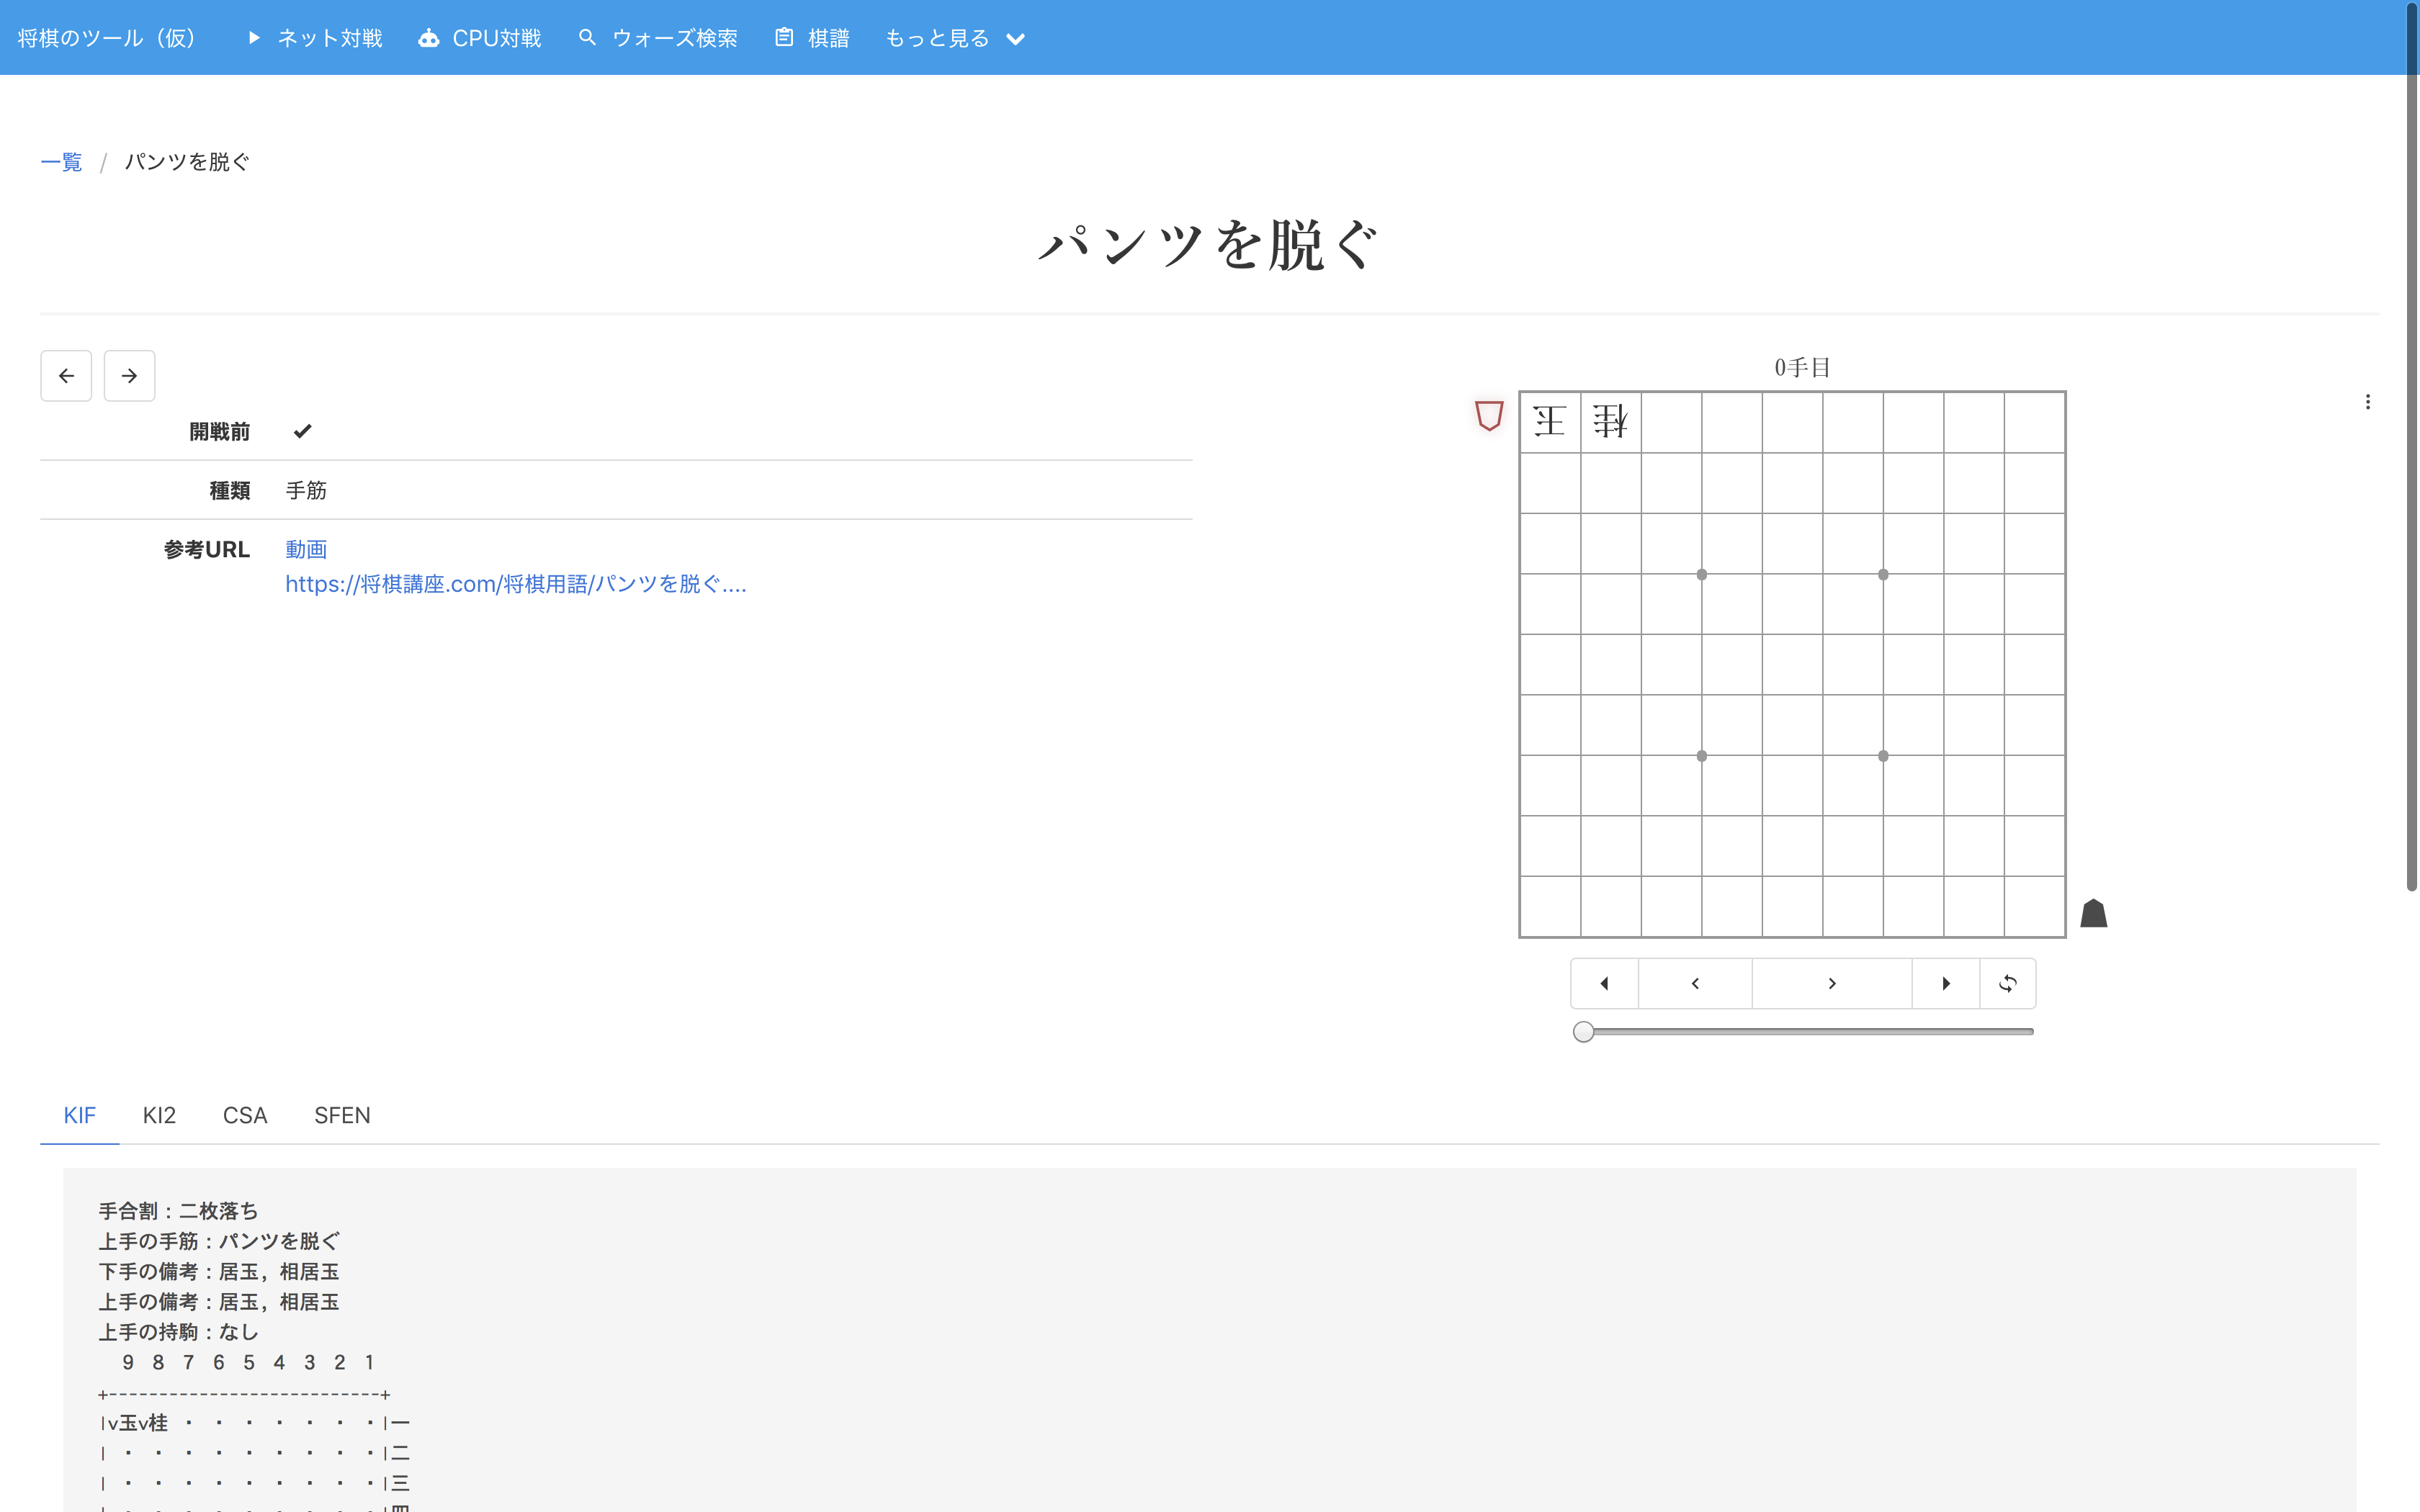 将棋のツール（仮） ネット対戦 CPU対戦 ウォーズ検索 棋譜 もっと見る
一覧 / パンツを脱ぐ
パンツを脱ぐ
開戦前
種類 手筋
参考URL 動画
https://将棋講座.com/将棋用語/パンツを脱ぐ....
0手目
王 桂
KIF KI2 CSA SFEN
手合割：二枚落ち
上手の手筋：パンツを脱ぐ
下手の備考：居玉，相居玉
上手の備考：居玉，相居玉
上手の持駒：なし
9 8 7 6 5 4 3 2 1
+---------------------------+
|v玉v桂 ・ ・ ・ ・ ・ ・ ・|一
| ・ ・ ・ ・ ・ ・ ・ ・ ・|二
| ・ ・ ・ ・ ・ ・ ・ ・ ・|三